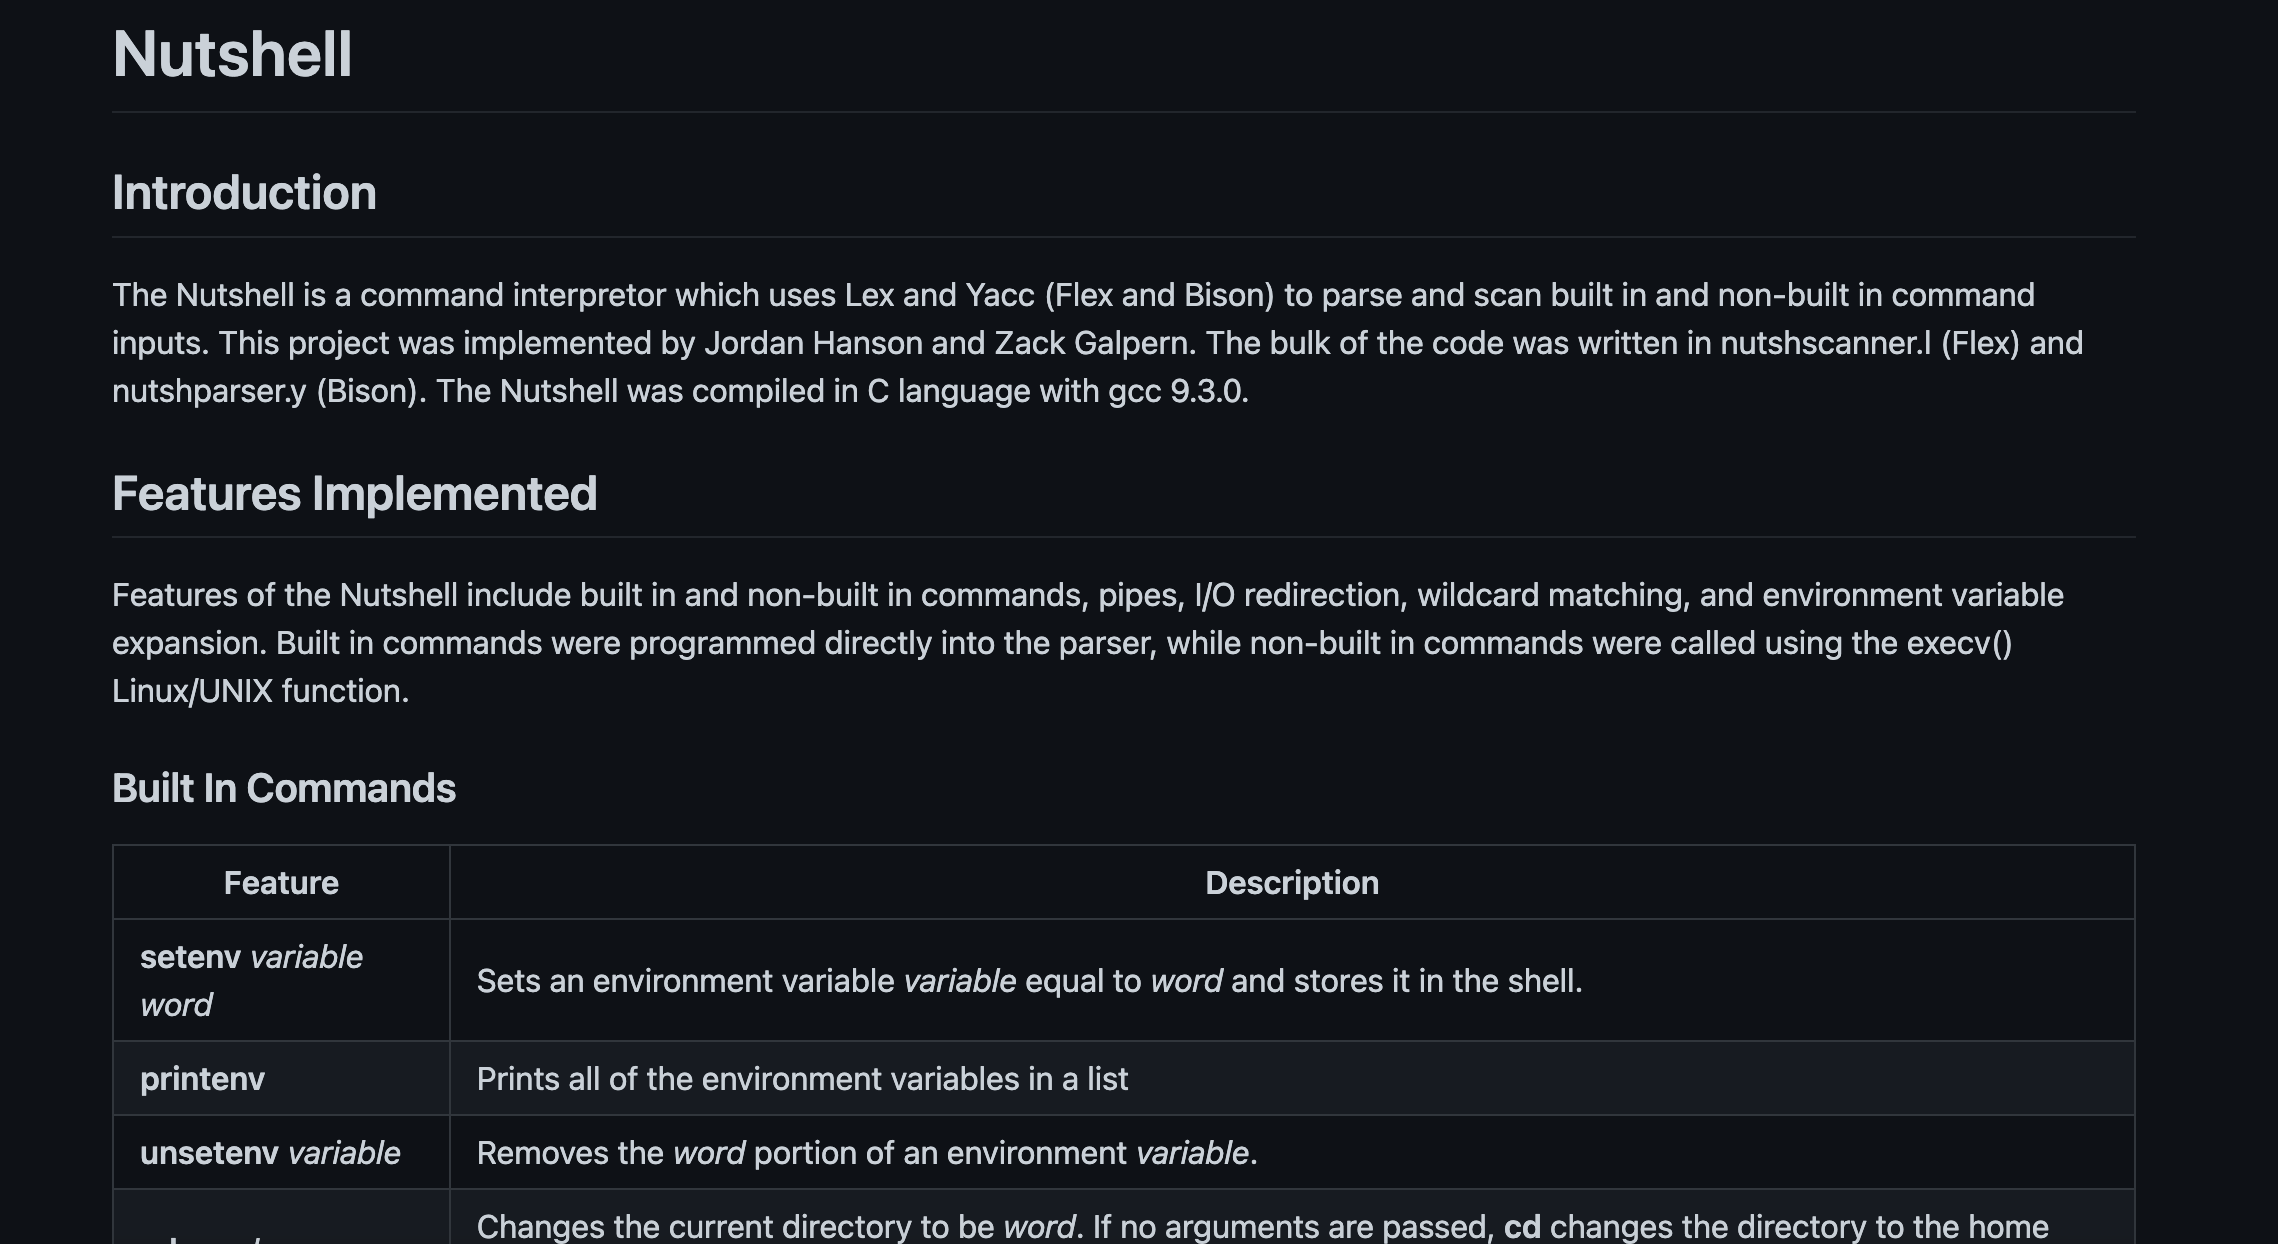 Nutshell
Introduction
The Nutshell is a command interpretor which uses Lex and Yacc (Flex and Bison) to parse and scan built in and non-built in command
inputs. This project was implemented by Jordan Hanson and Zack Galpern. The bulk of the code was written in nutshscanner.l (Flex) and
nutshparser.y (Bison). The Nutshell was compiled in C language with gcc 9.3.0.
Features Implemented
Features of the Nutshell include built in and non-built in commands, pipes, I/O redirection, wildcard matching, and environment variable
expansion. Built in commands were programmed directly into the parser, while non-built in commands were called using the execv()
Linux/UNIX function.
Built In Commands
Feature Description
setenv variable
word
Sets an environment variable variable equal to word and stores it in the shell.
printenv Prints all of the environment variables in a list
unsetenv variable Removes the word portion of an environment variable.
Changes the current directory to be word. If no arguments are passed, cd changes the directory to the home